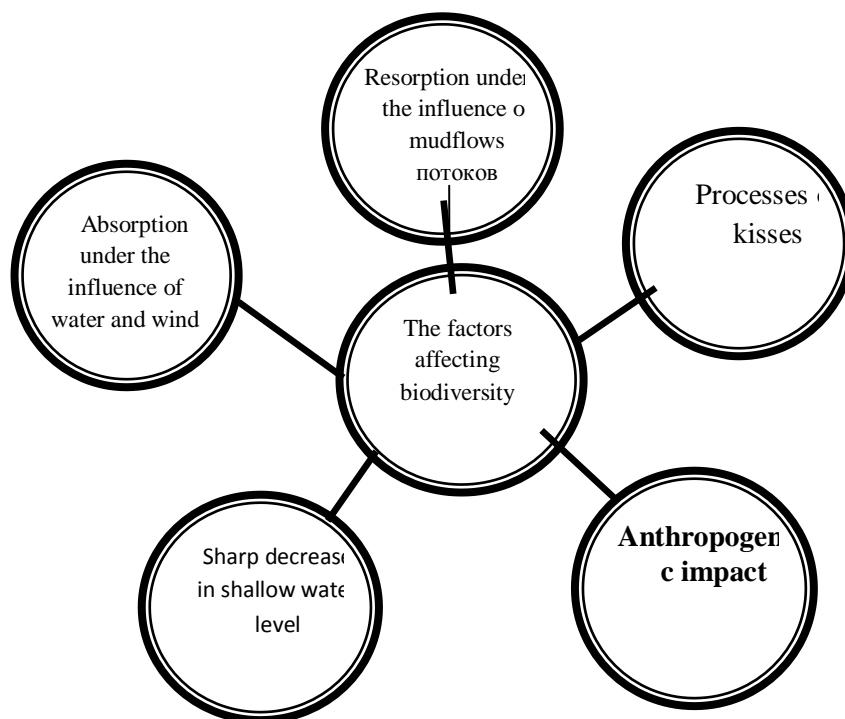 Resorption under
the influence o
mudflows
потоков
Processes
kisses
Absorption
under the
influence of
water and wind
The factors
affecting
biodiversity
Anthropogen
c impact
Sharp decrease
in shallow wate
level